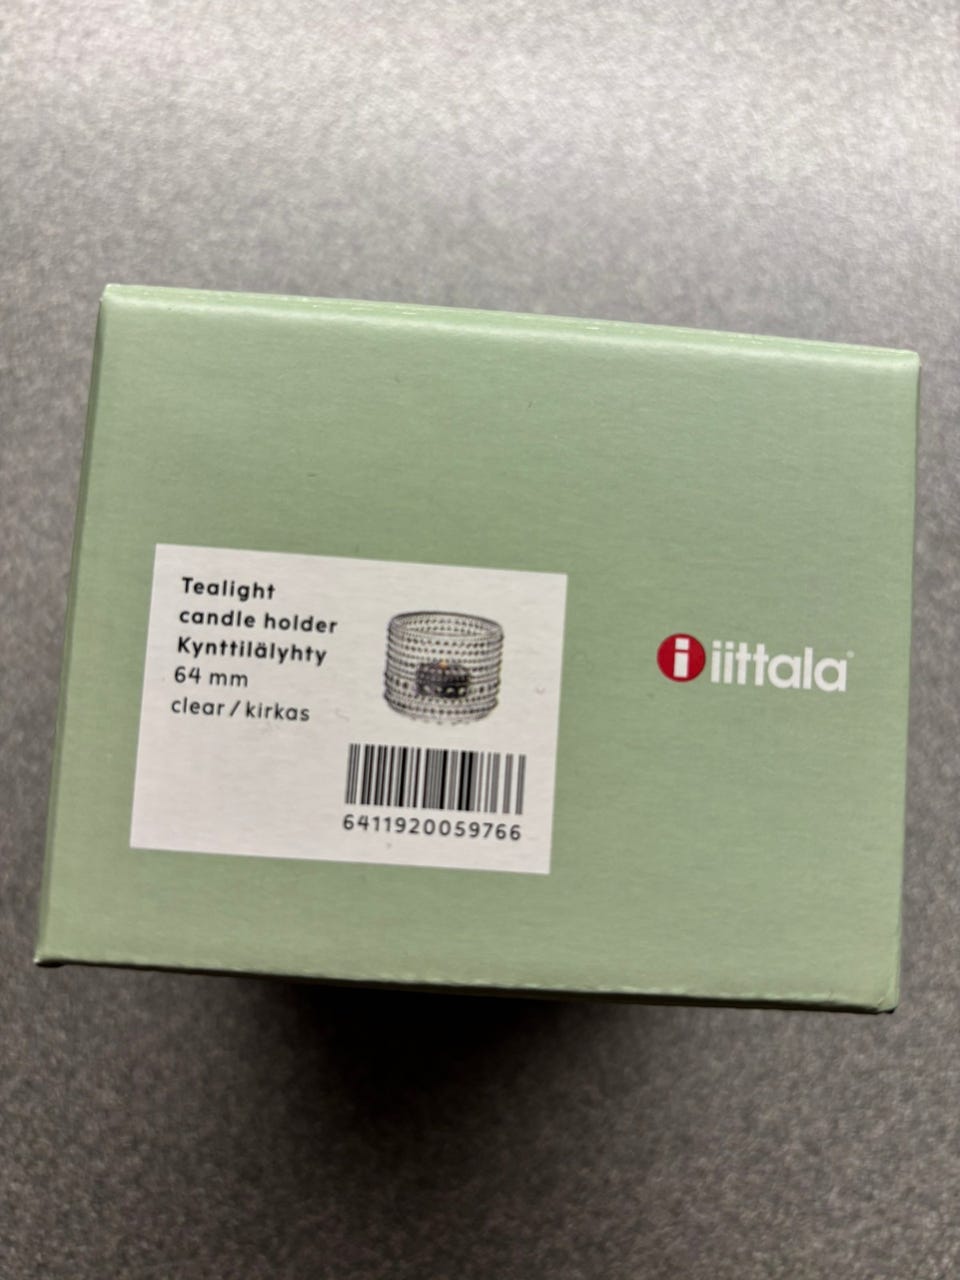 Tealight
candle holder
Kynttilälyhty
64 mm
clear / kirkas
6411920059766
i iittala®